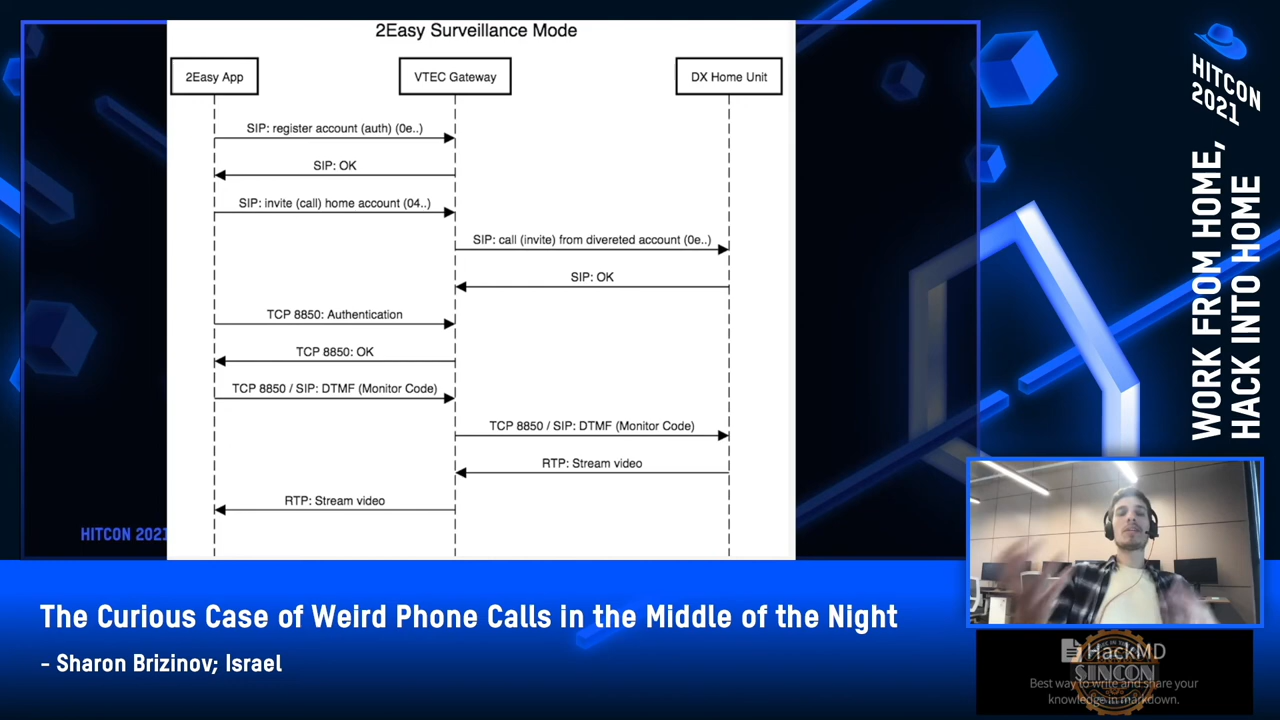 2Easy Surveillance Mode
2Easy App
VTEC Gateway
DX Home Unit
SIP: register account (auth) (0e..)
SIP: OK
SIP: invite (call) home account (04..)
SIP: call (invite) from divereted account (0e..)
SIP: OK
TCP 8850: Authentication
TCP 8850: OK
TCP 8850 / SIP: DTMF (Monitor Code)
TCP 8850 / SIP: DTMF (Monitor Code)
RTP: Stream video
RTP: Stream video
HITCON 2021
HITCON
2021
WORK FROM HOME,
HACK INTO HOME
The Curious Case of Weird Phone Calls in the Middle of the Night
- Sharon Brizinov; Israel
HackMD
SINCON
Best way to write and share your
knowledge in markdown.